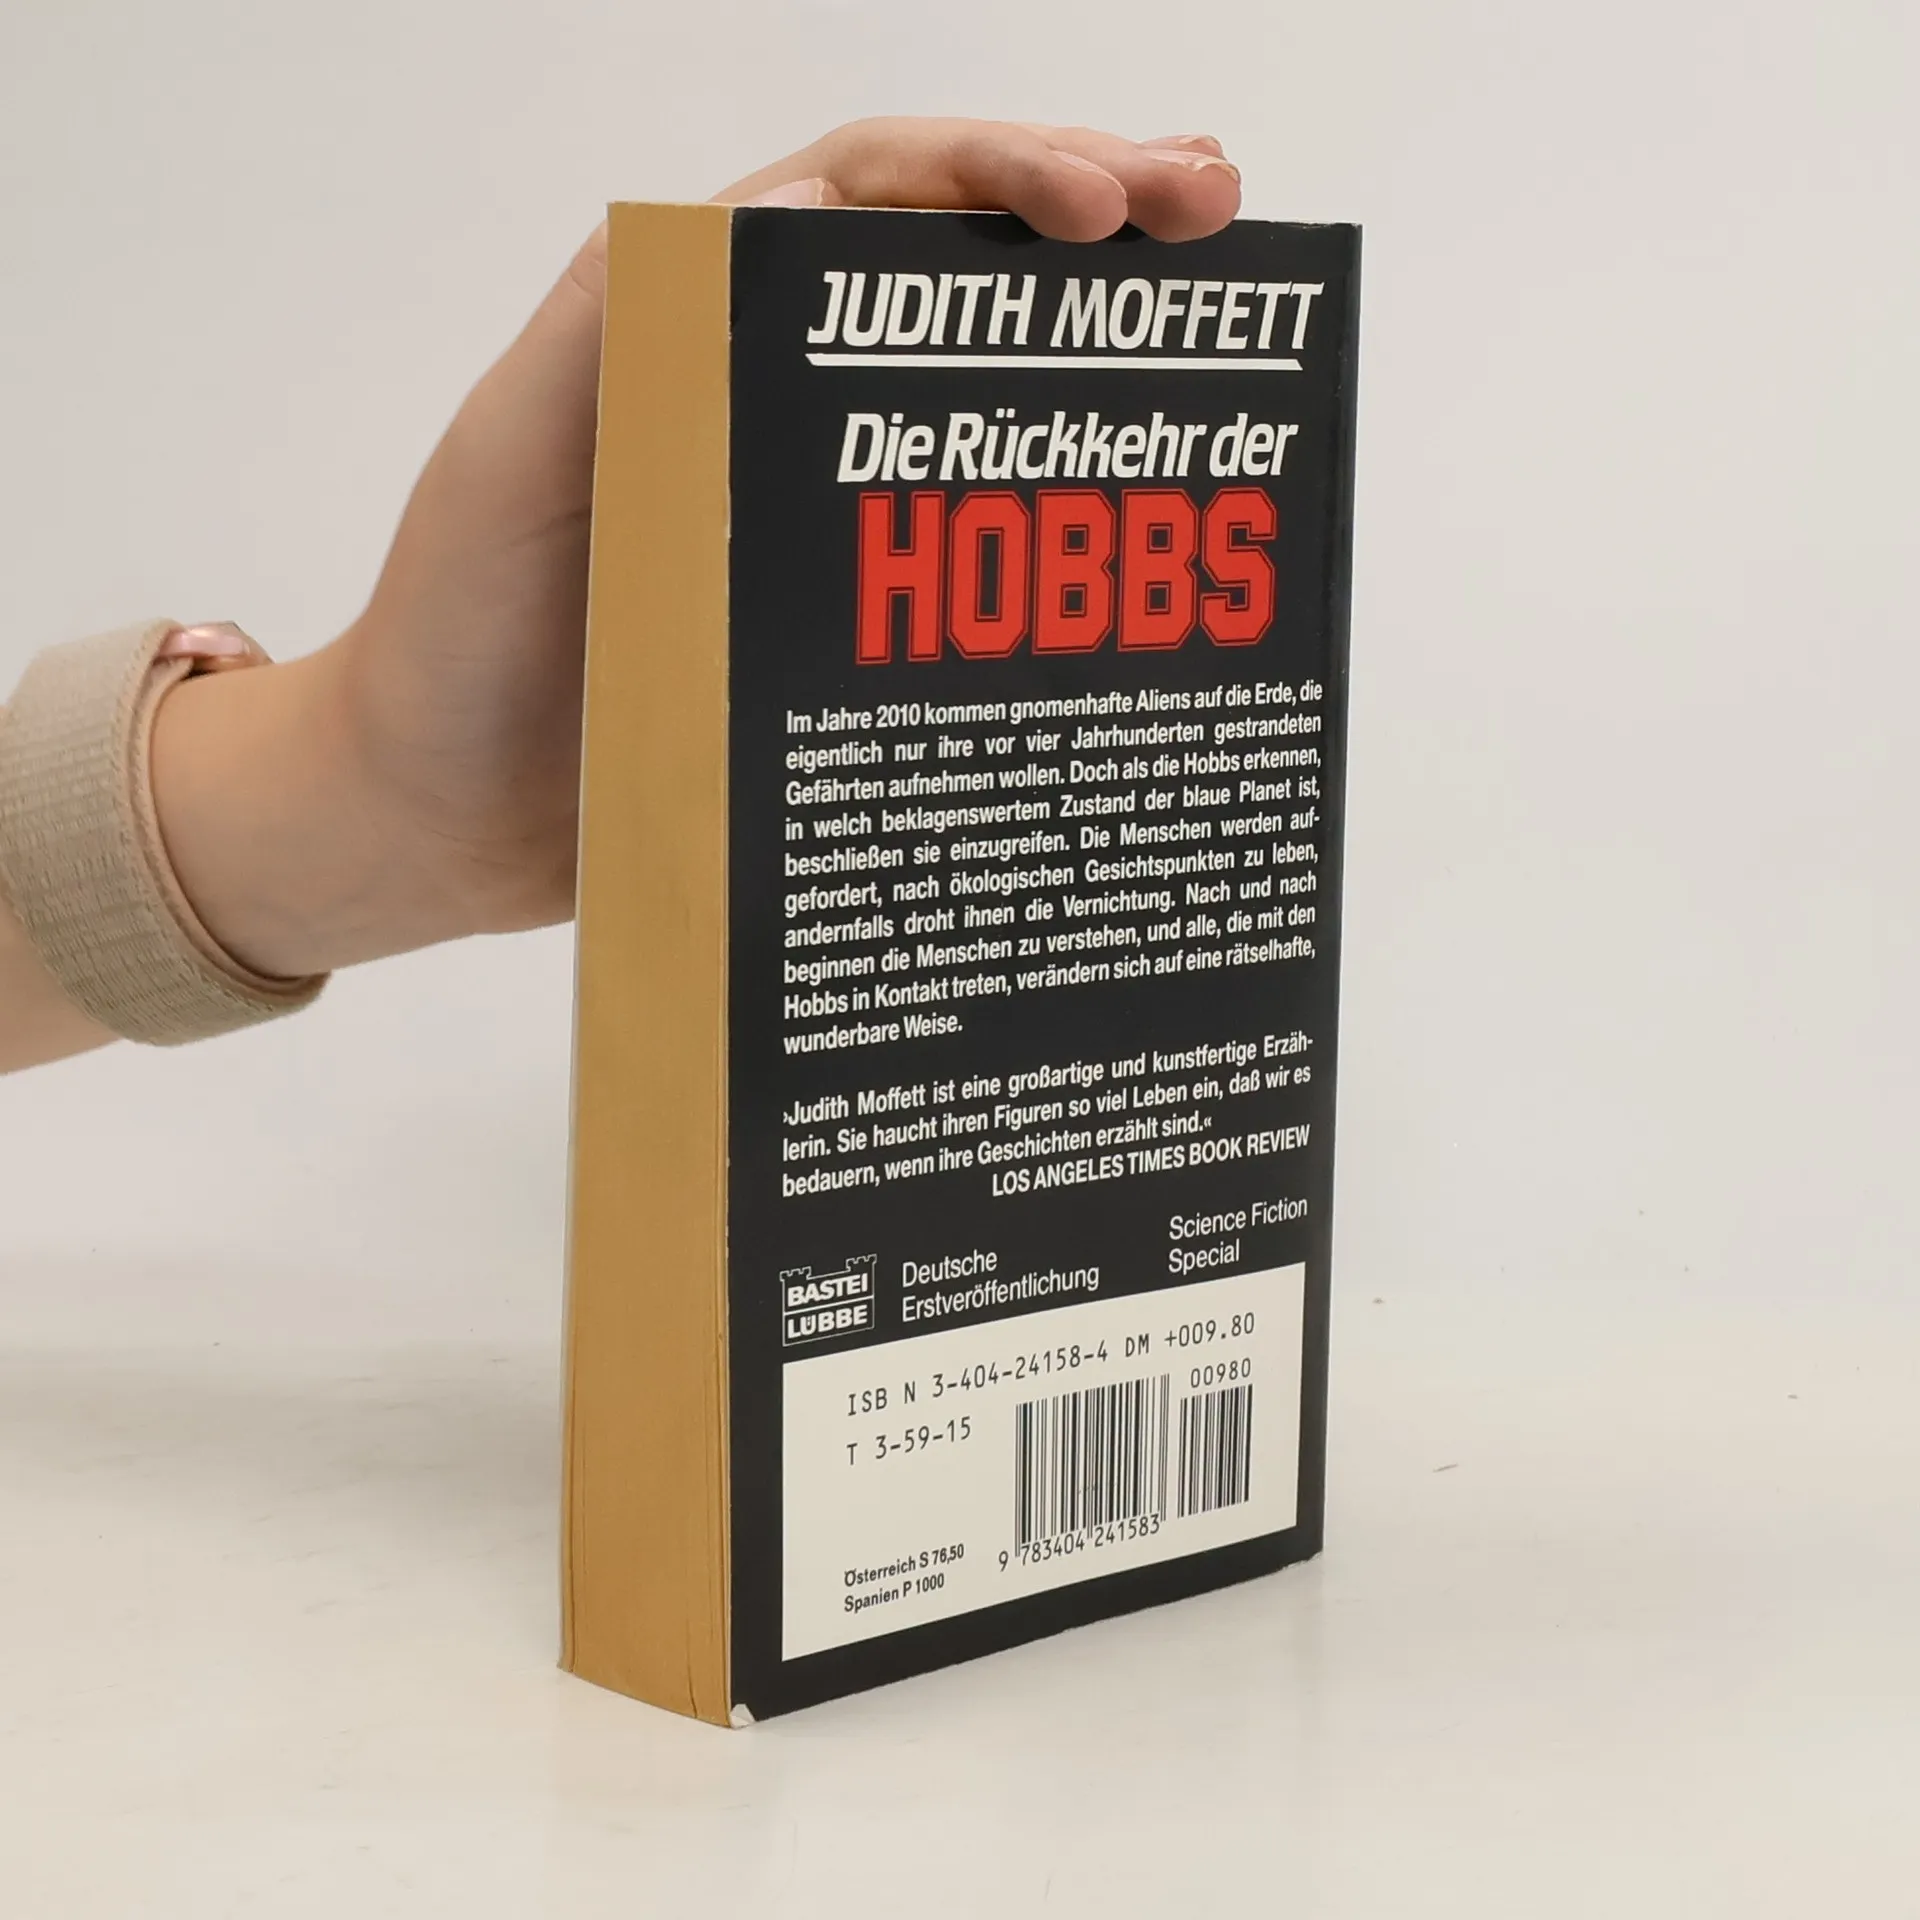 JUDITH MOFFETT
Die Rückkehr der
HOBBS
Im Jahre 2010 kommen gnomenhafte Aliens auf die Erde, die
eigentlich nur ihre vor vier Jahrhunderten gestrandeten
Gefährten aufnehmen wollen. Doch als die Hobbs erkennen,
in welch beklagenswertem Zustand der blaue Planet ist,
beschließen sie einzugreifen. Die Menschen werden auf-
gefordert, nach ökologischen Gesichtspunkten zu leben,
andernfalls droht ihnen die Vernichtung. Nach und nach
beginnen die Menschen zu verstehen, und alle, die mit den
Hobbs in Kontakt treten, verändern sich auf eine rätselhafte,
wunderbare Weise.
›Judith Moffett ist eine großartige und kunstfertige Erzäh-
lerin. Sie haucht ihren Figuren so viel Leben ein, daß wir es
bedauern, wenn ihre Geschichten erzählt sind.«
LOS ANGELES TIMES BOOK REVIEW
BASTEI
LÜBBE
Deutsche
Erstveröffentlichung
Science Fiction
Special
ISB N 3-404-24158-4 DM +009.80
T 3-59-15
00980
9 783404 241583
Österreich S 76,50
Spanien P 1000